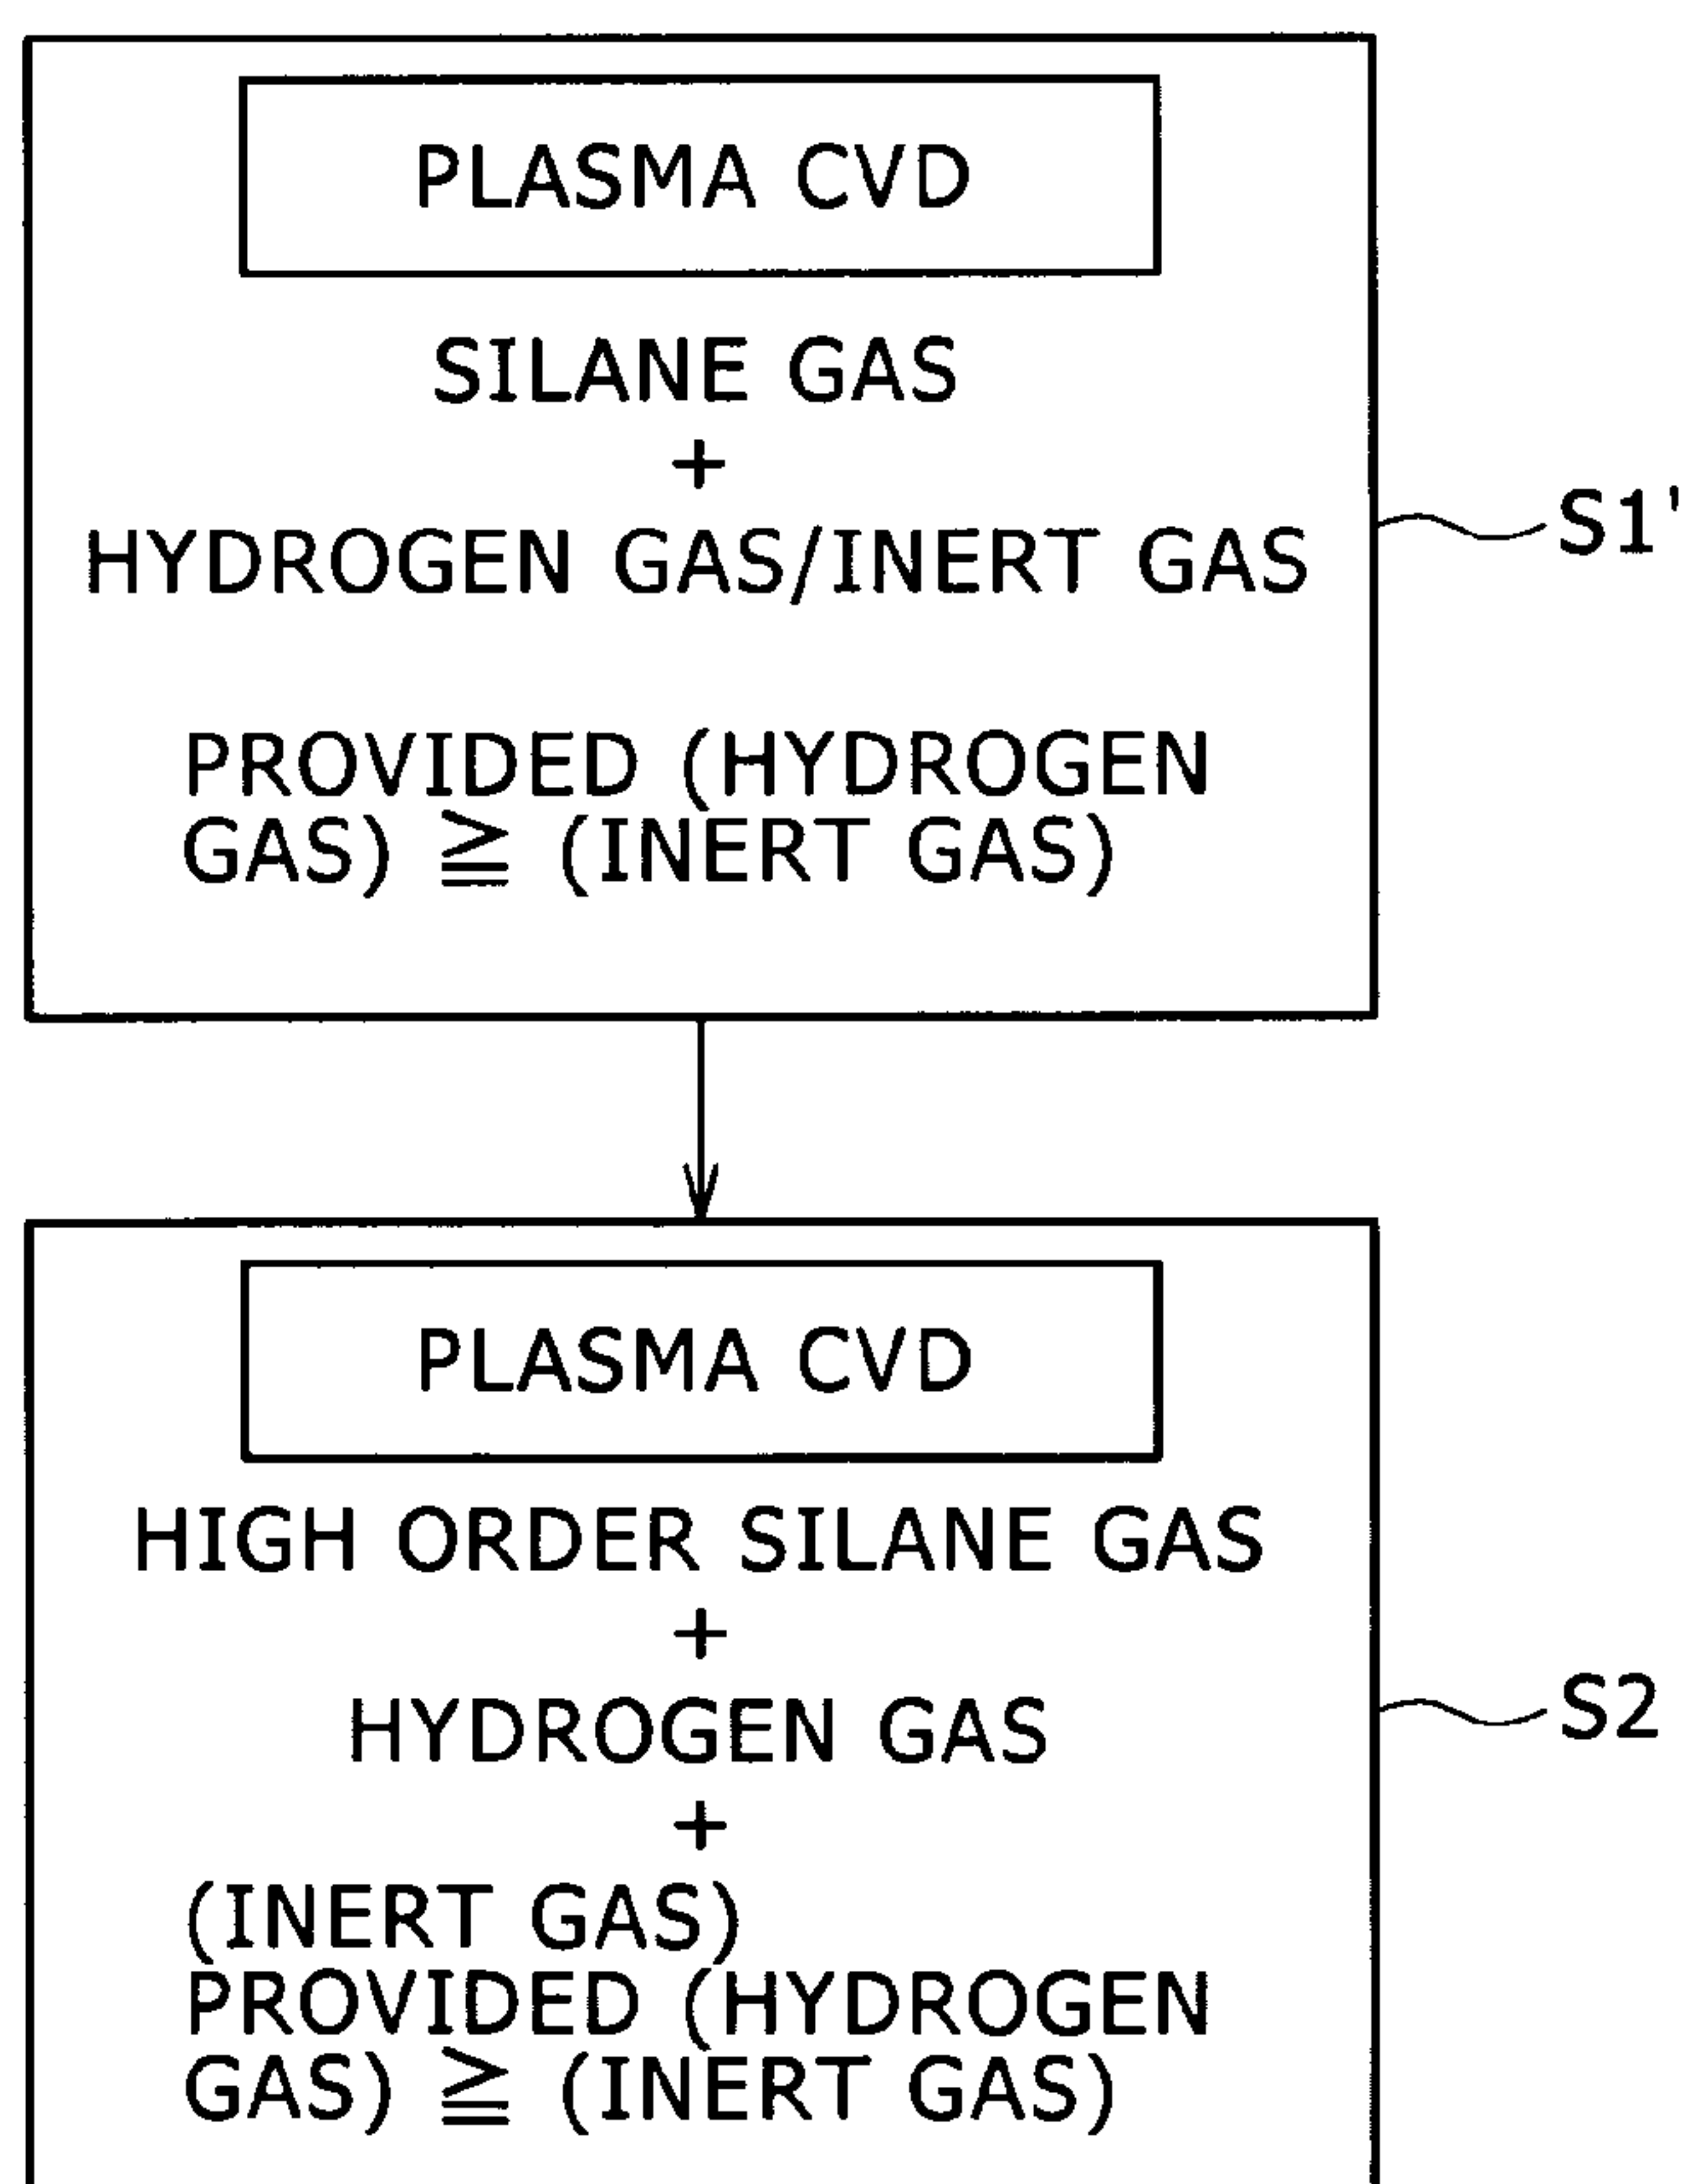 PLASMA CVD
SILANE GAS
+
HYDROGEN GAS/INERT GAS
PROVIDED (HYDROGEN
GAS) ≧ (INERT GAS)
S1'
PLASMA CVD
HIGH ORDER SILANE GAS
+
HYDROGEN GAS
+
(INERT GAS)
PROVIDED (HYDROGEN
GAS) ≧ (INERT GAS)
S2